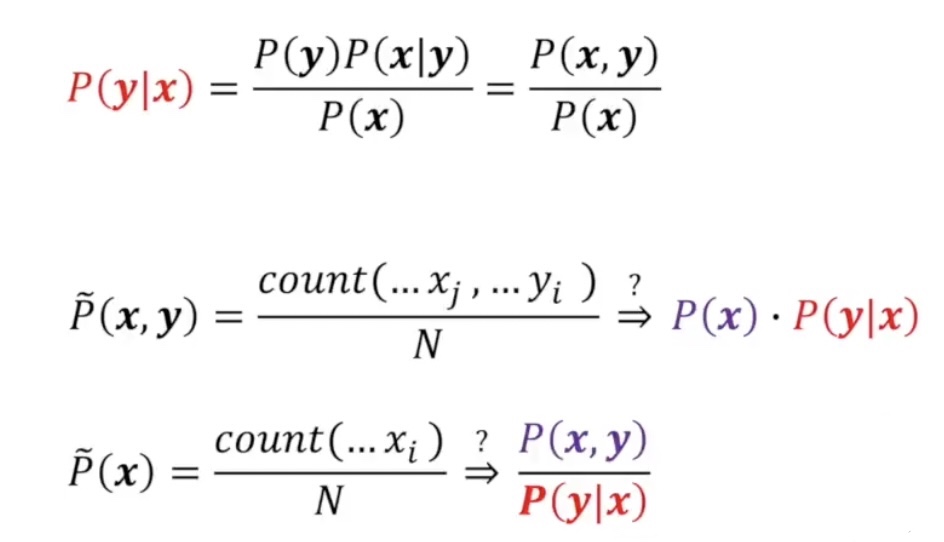 P(y|x) = P(y)P(x|y) / P(x) = P(x, y) / P(x)
P̃(x, y) = count(… x_j , … y_i ) / N ?⇒ P(x) · P(y|x)
P̃(x) = count(… x_i ) / N ?⇒ P(x, y) / P(y|x)